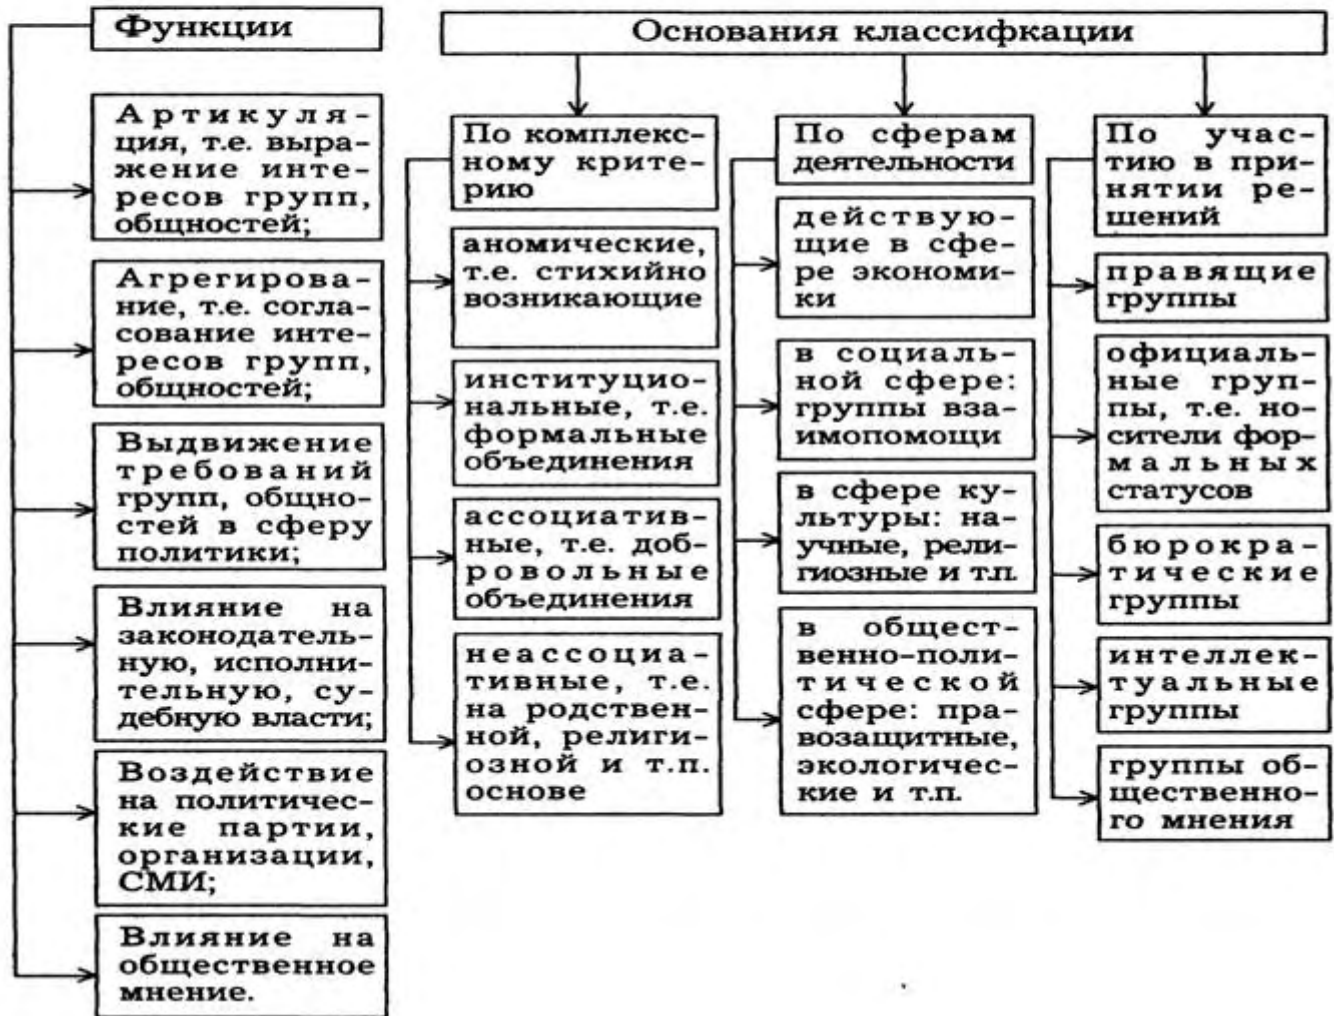 Функции
Артикуля-
ция, т.е. выра-
жение инте-
ресов групп,
общностей;
Агрегирова-
ние, т.е. согла-
сование инте-
ресов групп,
общностей;
Выдвижение
требований
групп, общно-
стей в сферу
политики;
Влияние на
законодатель-
ную, исполни-
тельную, су-
дебную власти;
Воздействие
на политичес-
кие партии,
организации,
СМИ;
Влияние на
общественное
мнение.
Основания классифкации
По комплекс-
ному крите-
рию
аномические,
т.е. стихийно
возникающие
институцио-
нальные, т.е.
формальные
объединения
ассоциатив-
ные, т.е. доб-
ровольные
объединения
неассоциа-
тивные, т.е.
на родствен-
ной, религи-
озной и т.п.
основе
По сферам
деятельности
действую-
щие в сфе-
ре экономи-
ки
в социаль-
ной сфере:
группы вза-
имопомощи
в сфере ку-
льтуры: на-
учные, рели-
гиозные и т.п.
в общест-
венно-поли-
тической
сфере: пра-
возащитные,
экологичес-
кие и т.п.
По учас-
тию в при-
нятии ре-
шений
правящие
группы
официаль-
ные груп-
пы, т.е. но-
сители фор-
мальных
статусов
бюрокра-
тические
группы
интеллек-
туальные
группы
группы об-
щественно-
го мнения